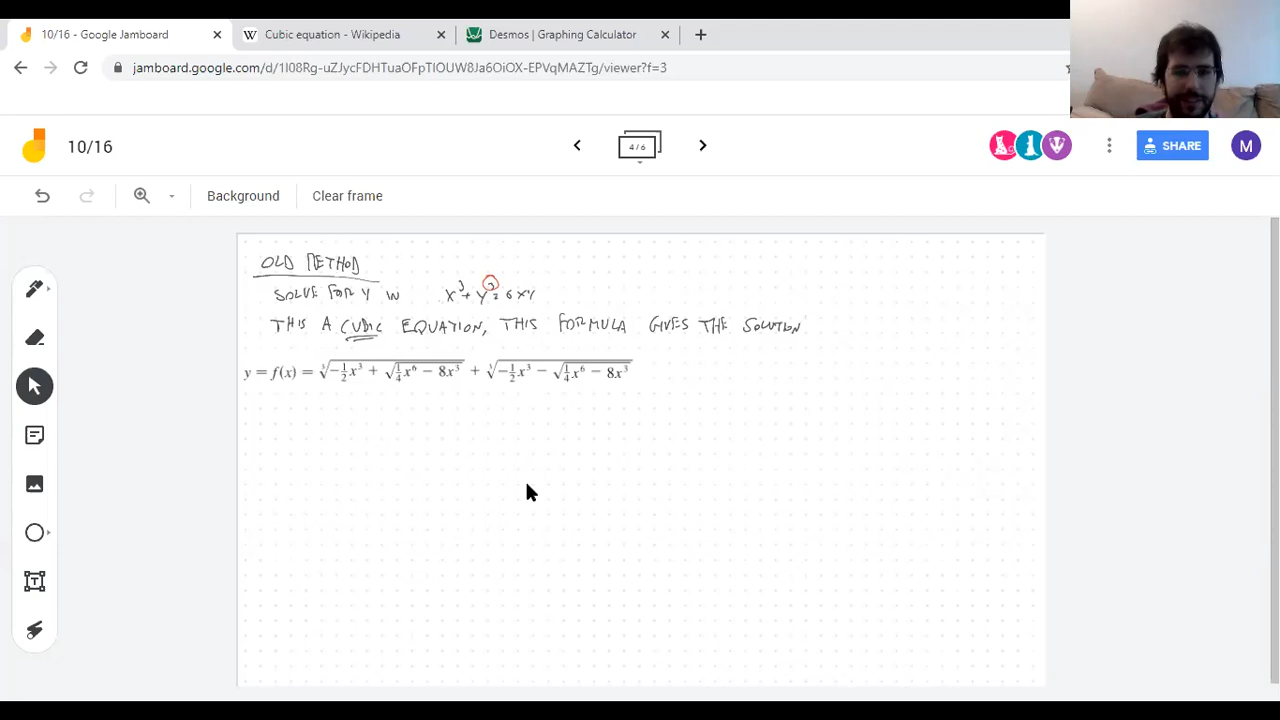 10/16 - Google Jamboard
Cubic equation - Wikipedia
Desmos | Graphing Calculator
jamboard.google.com/d/1I08Rg-uZJycFDHTuaOFpTIOUW8Ja6OiOX-EPVqMAZTg/viewer?f=3
10/16
4 / 6
SHARE
M
Background
Clear frame
OLD METHOD
SOLVE FOR Y IN x³ + y³ = 6xy
THIS A CUBIC EQUATION, THIS FORMULA GIVES THE SOLUTION
y = f(x) = ∛(-½x³ + √(¼x⁶ − 8x³)) + ∛(-½x³ − √(¼x⁶ − 8x³))